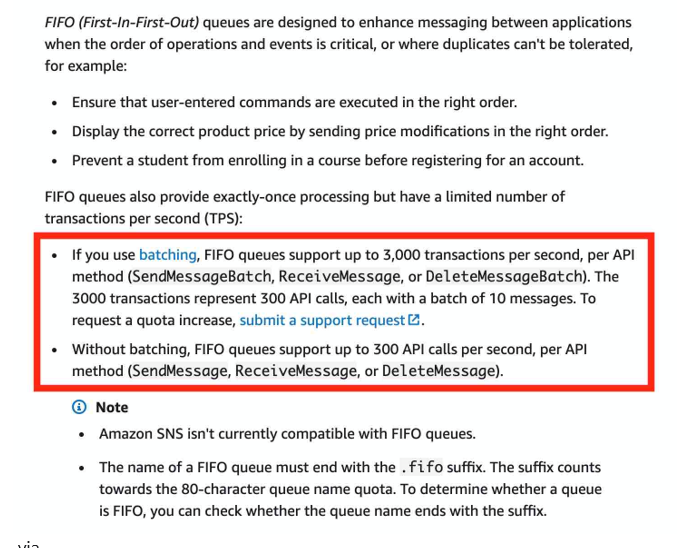 FIFO (First-In-First-Out) queues are designed to enhance messaging between applications
when the order of operations and events is critical, or where duplicates can't be tolerated,
for example:
• Ensure that user-entered commands are executed in the right order.
• Display the correct product price by sending price modifications in the right order.
• Prevent a student from enrolling in a course before registering for an account.
FIFO queues also provide exactly-once processing but have a limited number of
transactions per second (TPS):
• If you use batching, FIFO queues support up to 3,000 transactions per second, per API
method (SendMessageBatch, ReceiveMessage, or DeleteMessageBatch). The
3000 transactions represent 300 API calls, each with a batch of 10 messages. To
request a quota increase, submit a support request.
• Without batching, FIFO queues support up to 300 API calls per second, per API
method (SendMessage, ReceiveMessage, or DeleteMessage).
Note
• Amazon SNS isn't currently compatible with FIFO queues.
• The name of a FIFO queue must end with the .fifo suffix. The suffix counts
towards the 80-character queue name quota. To determine whether a queue
is FIFO, you can check whether the queue name ends with the suffix.
via